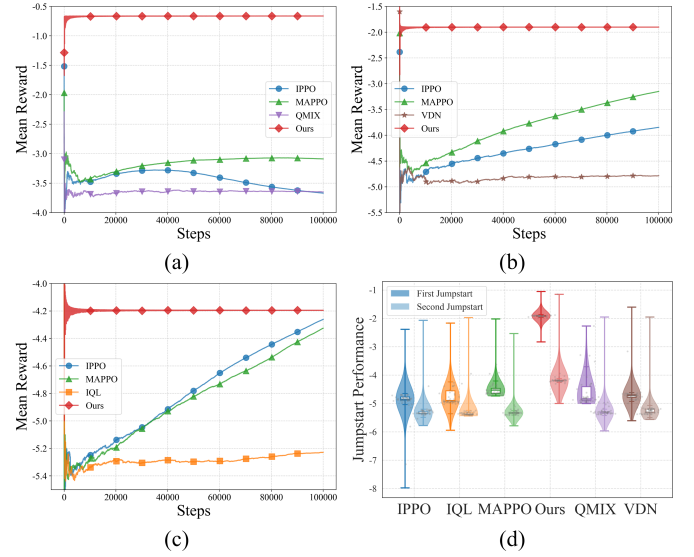 -0.5
-1.0
-1.5
-2.0
-2.5
-3.0
-3.5
-4.0
Mean Reward
IPPO
MAPPO
QMIX
Ours
0
20000
40000
60000
80000
100000
Steps
(a)
-1.5
-2.0
-2.5
-3.0
-3.5
-4.0
-4.5
-5.0
-5.5
Mean Reward
IPPO
MAPPO
VDN
Ours
0
20000
40000
60000
80000
100000
Steps
(b)
-4.0
-4.2
-4.4
-4.6
-4.8
-5.0
-5.2
-5.4
Mean Reward
IPPO
MAPPO
IQL
Ours
0
20000
40000
60000
80000
100000
Steps
(c)
-1
-2
-3
-4
-5
-6
-7
-8
Jumpstart Performance
First Jumpstart
Second Jumpstart
IPPO
IQL
MAPPO
Ours
QMIX
VDN
(d)